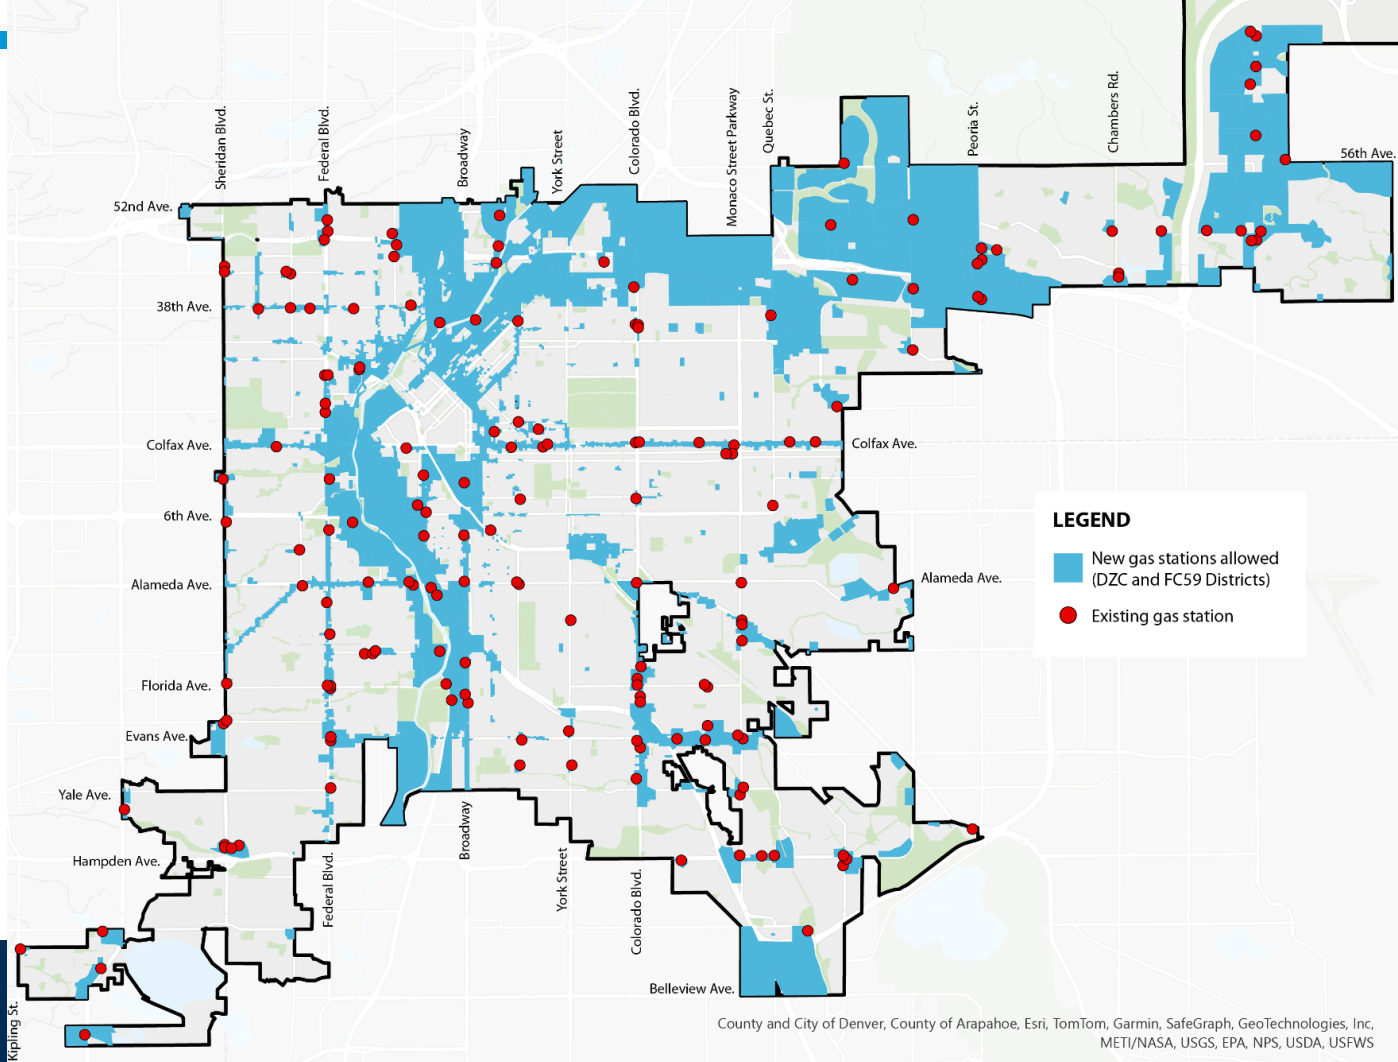 Sheridan Blvd.
Federal Blvd.
Broadway
York Street
Colorado Blvd.
Monaco Street Parkway
Quebec St.
Peoria St.
Chambers Rd.
56th Ave.
52nd Ave.
38th Ave.
Colfax Ave.
Colfax Ave.
6th Ave.
LEGEND
New gas stations allowed
(DZC and FC59 Districts)
Existing gas station
Alameda Ave.
Alameda Ave.
Florida Ave.
Evans Ave.
Yale Ave.
Hampden Ave.
Broadway
Federal Blvd.
York Street
Colorado Blvd.
Belleview Ave.
Kipling St.
County and City of Denver, County of Arapahoe, Esri, TomTom, Garmin, SafeGraph, GeoTechnologies, Inc,
METI/NASA, USGS, EPA, NPS, USDA, USFWS